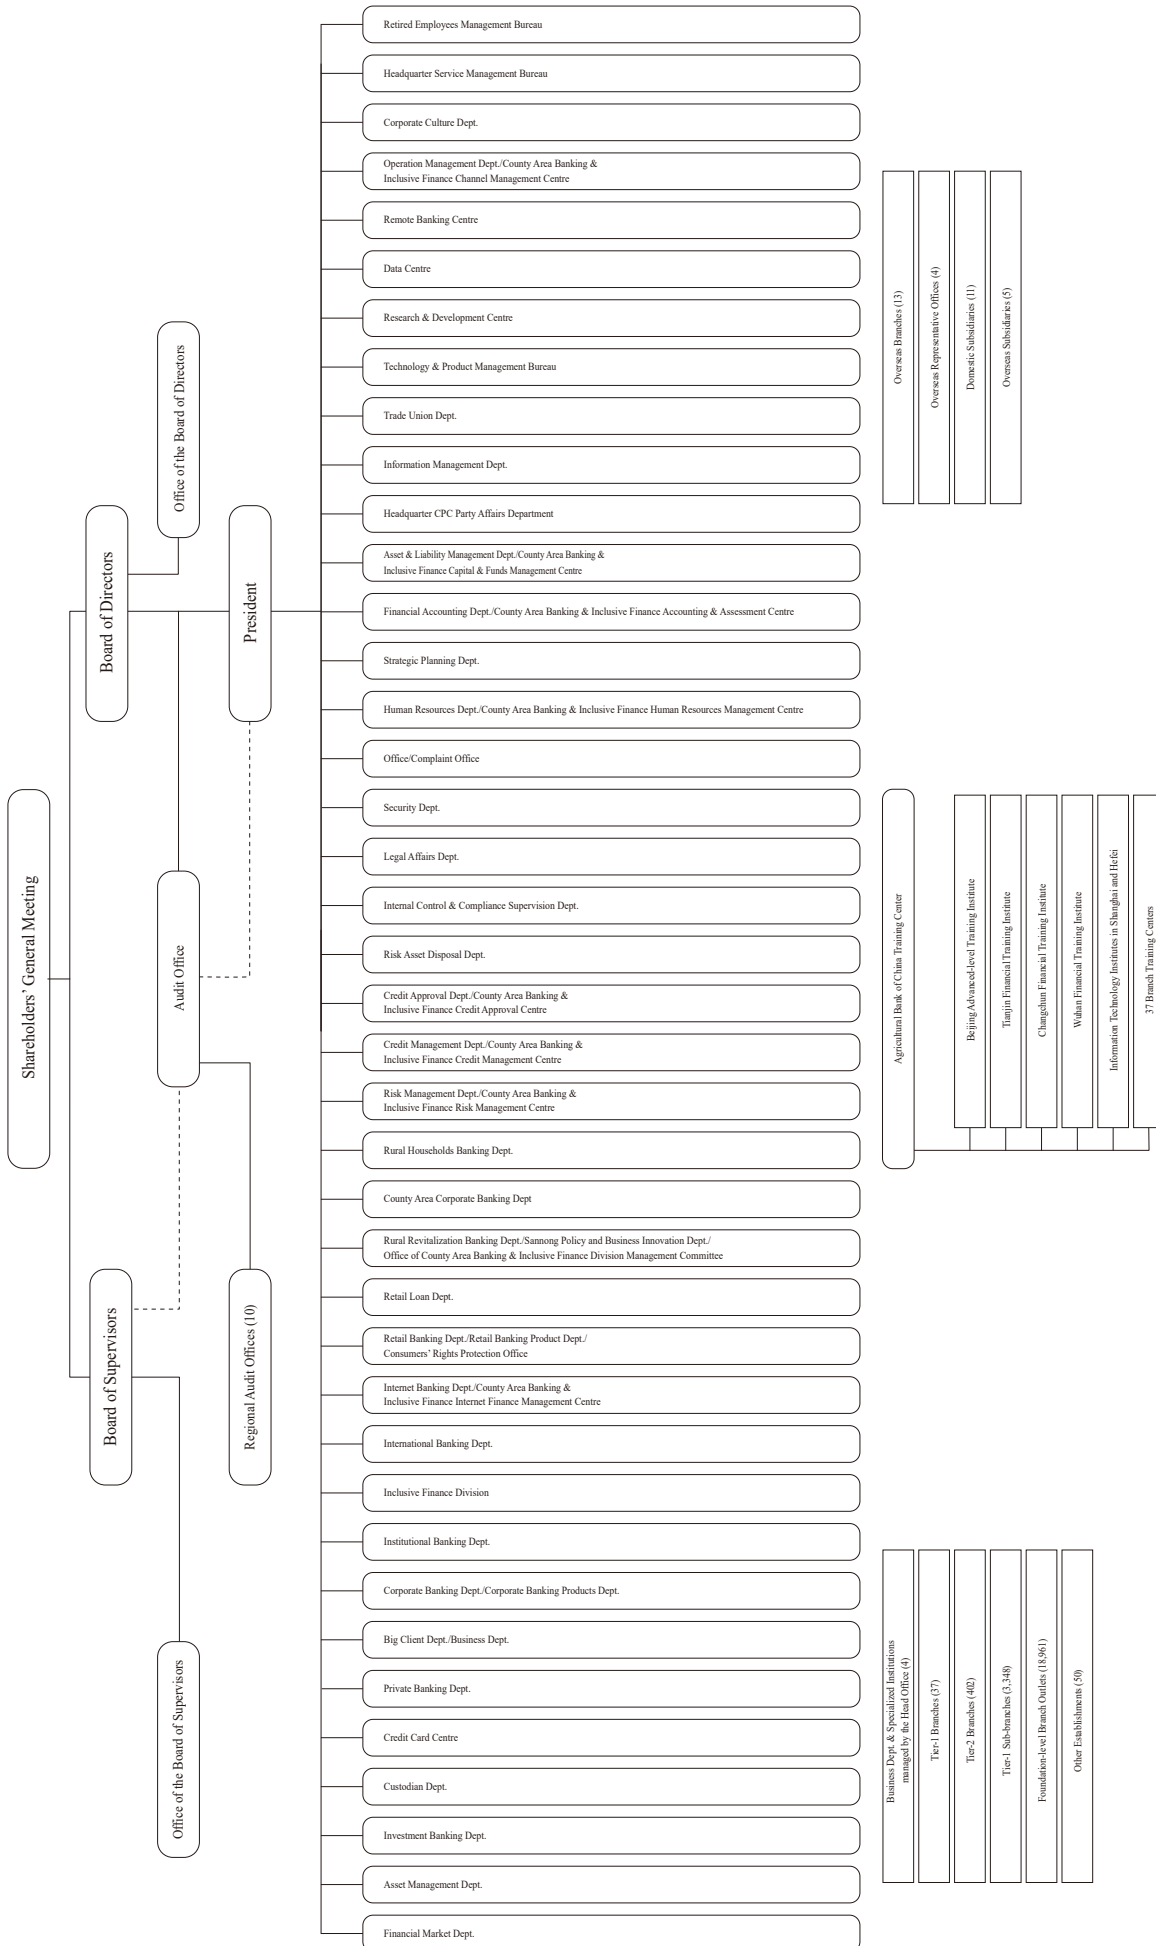 Shareholders' General Meeting
Board of Directors
Board of Supervisors
Office of the Board of Directors
Audit Office
Office of the Board of Supervisors
President
Regional Audit Offices (10)
Retired Employees Management Bureau
Headquarter Service Management Bureau
Corporate Culture Dept.
Operation Management Dept./County Area Banking &
Inclusive Finance Channel Management Centre
Remote Banking Centre
Data Centre
Research & Development Centre
Technology & Product Management Bureau
Trade Union Dept.
Information Management Dept.
Headquarter CPC Party Affairs Department
Asset & Liability Management Dept./County Area Banking &
Inclusive Finance Capital & Funds Management Centre
Financial Accounting Dept./County Area Banking & Inclusive Finance Accounting & Assessment Centre
Strategic Planning Dept.
Human Resources Dept./County Area Banking & Inclusive Finance Human Resources Management Centre
Office/Complaint Office
Security Dept.
Legal Affairs Dept.
Internal Control & Compliance Supervision Dept.
Risk Asset Disposal Dept.
Credit Approval Dept./County Area Banking &
Inclusive Finance Credit Approval Centre
Credit Management Dept./County Area Banking &
Inclusive Finance Credit Management Centre
Risk Management Dept./County Area Banking &
Inclusive Finance Risk Management Centre
Rural Households Banking Dept.
County Area Corporate Banking Dept
Rural Revitalization Banking Dept./Sannong Policy and Business Innovation Dept./
Office of County Area Banking & Inclusive Finance Division Management Committee
Retail Loan Dept.
Retail Banking Dept./Retail Banking Product Dept./
Consumers' Rights Protection Office
Internet Banking Dept./County Area Banking &
Inclusive Finance Internet Finance Management Centre
International Banking Dept.
Inclusive Finance Division
Institutional Banking Dept.
Corporate Banking Dept./Corporate Banking Products Dept.
Big Client Dept./Business Dept.
Private Banking Dept.
Credit Card Centre
Custodian Dept.
Investment Banking Dept.
Asset Management Dept.
Financial Market Dept.
Overseas Branches (13)
Overseas Representative Offices (4)
Domestic Subsidiaries (11)
Overseas Subsidiaries (5)
Agricultural Bank of China Training Center
Beijing Advanced-level Training Institute
Tianjin Financial Training Institute
Changchun Financial Training Institute
Wuhan Financial Training Institute
Information Technology Institutes in Shanghai and Hefei
37 Branch Training Centers
Business Dept. & Specialized Institutions
managed by the Head Office (4)
Tier-1 Branches (37)
Tier-2 Branches (402)
Tier-1 Sub-branches (3,348)
Foundation-level Branch Outlets (18,961)
Other Establishments (50)